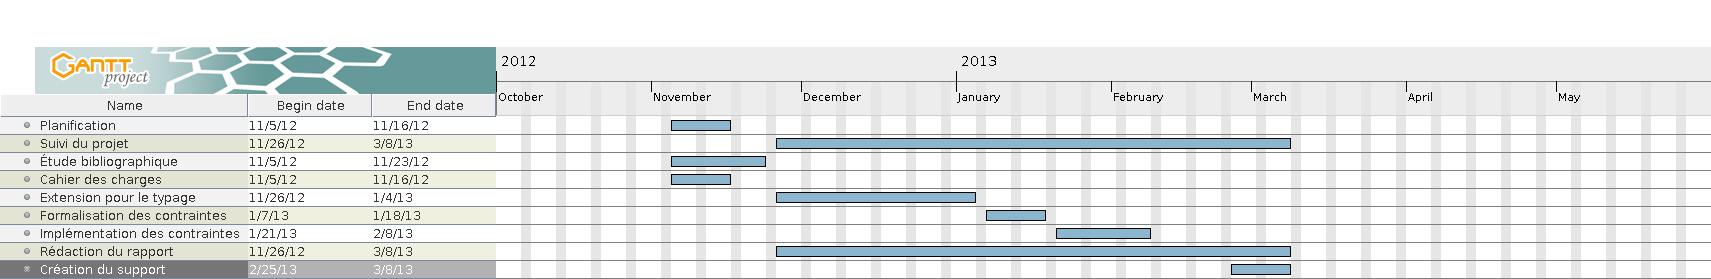 2012 2013
GANTT
project
Name Begin date End date October November December January February March April May
Planification 11/5/12 11/16/12
Suivi du projet 11/26/12 3/8/13
Étude bibliographique 11/5/12 11/23/12
Cahier des charges 11/5/12 11/16/12
Extension pour le typage 11/26/12 1/4/13
Formalisation des contraintes 1/7/13 1/18/13
Implémentation des contraintes 1/21/13 2/8/13
Rédaction du rapport 11/26/12 3/8/13
Création du support 2/25/13 3/8/13